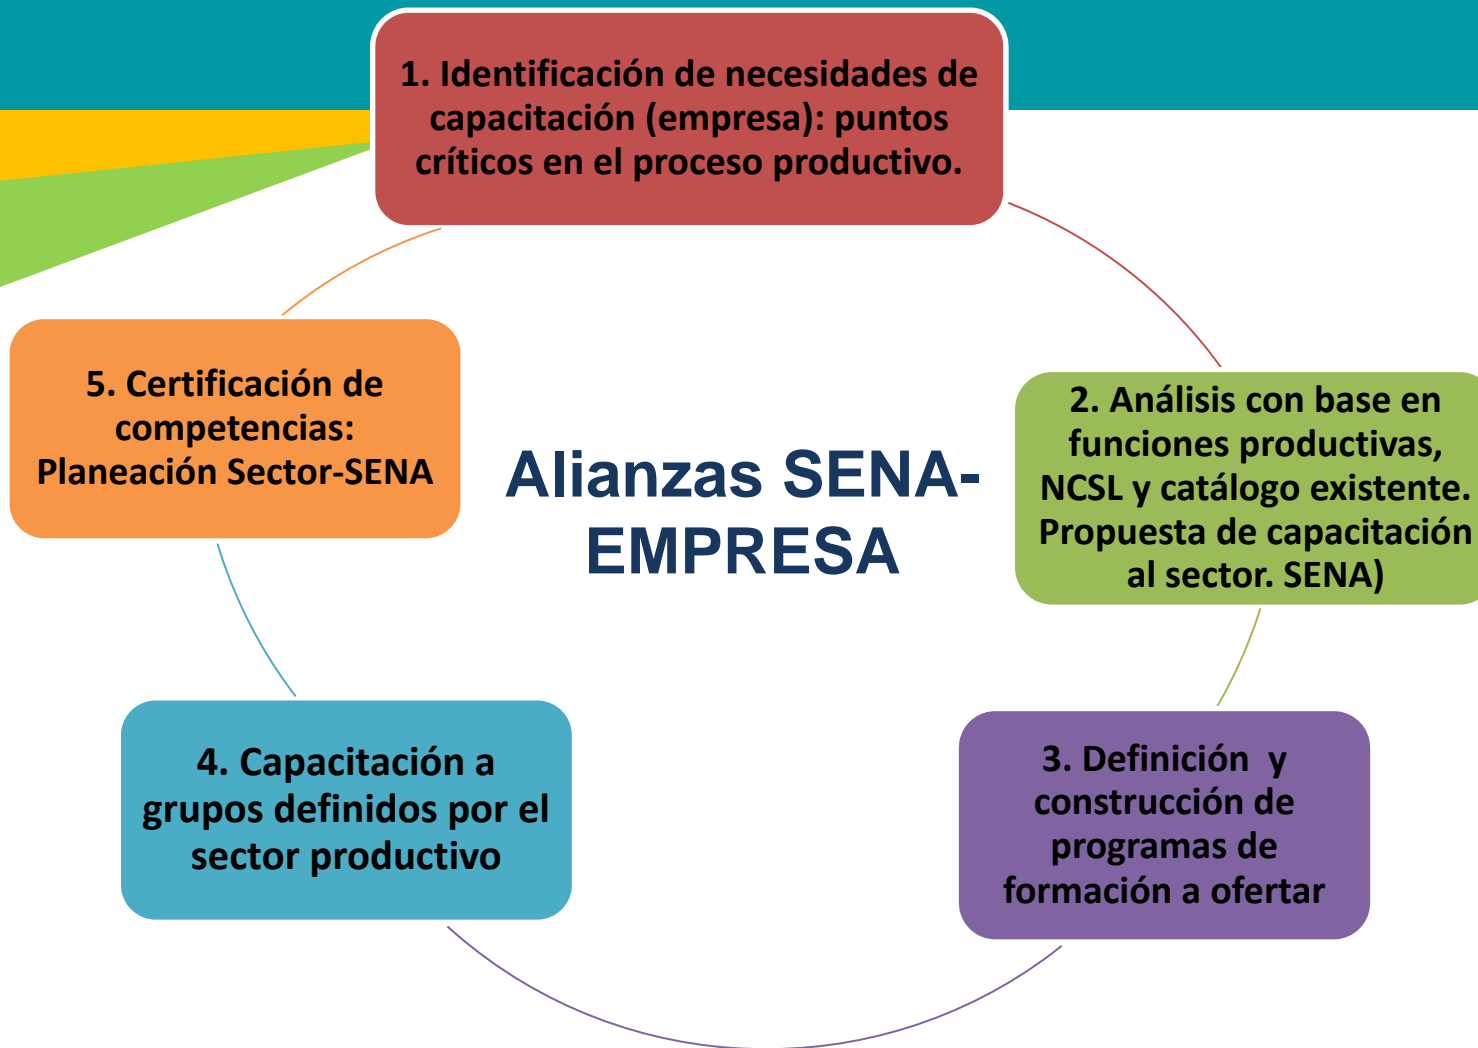 1. Identificación de necesidades de
capacitación (empresa): puntos
críticos en el proceso productivo.
2. Análisis con base en
funciones productivas,
NCSL y catálogo existente.
Propuesta de capacitación
al sector. SENA)
3. Definición  y
construcción de
programas de
formación a ofertar
4. Capacitación a
grupos definidos por el
sector productivo
5. Certificación de
competencias:
Planeación Sector-SENA
Alianzas SENA-
EMPRESA